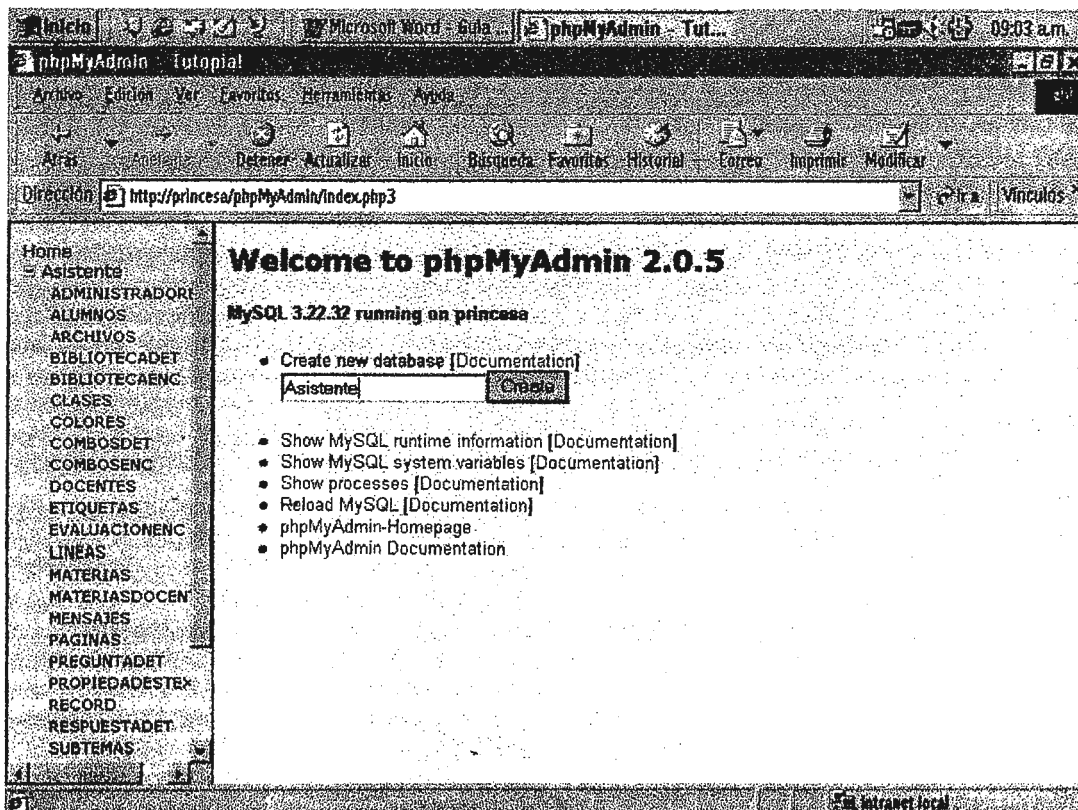 Inicio Microsoft Word - Guia ... phpMyAdmin - Tut... 09:03 a.m.
phpMyAdmin - Tutopial
Archivo Edición Ver Favoritos Herramientas Ayuda
Atrás Adelante Detener Actualizar Inicio Búsqueda Favoritos Historial Correo Imprimir Modificar
Dirección http://princesa/phpMyAdmin/index.php3 Ir a Vínculos »
Home
Asistente
ADMINISTRADORE
ALUMNOS
ARCHIVOS
BIBLIOTECADET
BIBLIOTECAENC
CLASES
COLORES
COMBOSDET
COMBOSENC
DOCENTES
ETIQUETAS
EVALUACIONENC
LINEAS
MATERIAS
MATERIASDOCEN
MENSAJES
PAGINAS
PREGUNTADET
PROPIEDADESTEX
RECORD
RESPUESTADET
SUBTEMAS
Welcome to phpMyAdmin 2.0.5
MySQL 3.22.32 running on princesa
Create new database [Documentation]
Asistente Create
Show MySQL runtime information [Documentation]
Show MySQL system variables [Documentation]
Show processes [Documentation]
Reload MySQL [Documentation]
phpMyAdmin-Homepage
phpMyAdmin Documentation
Intranet local